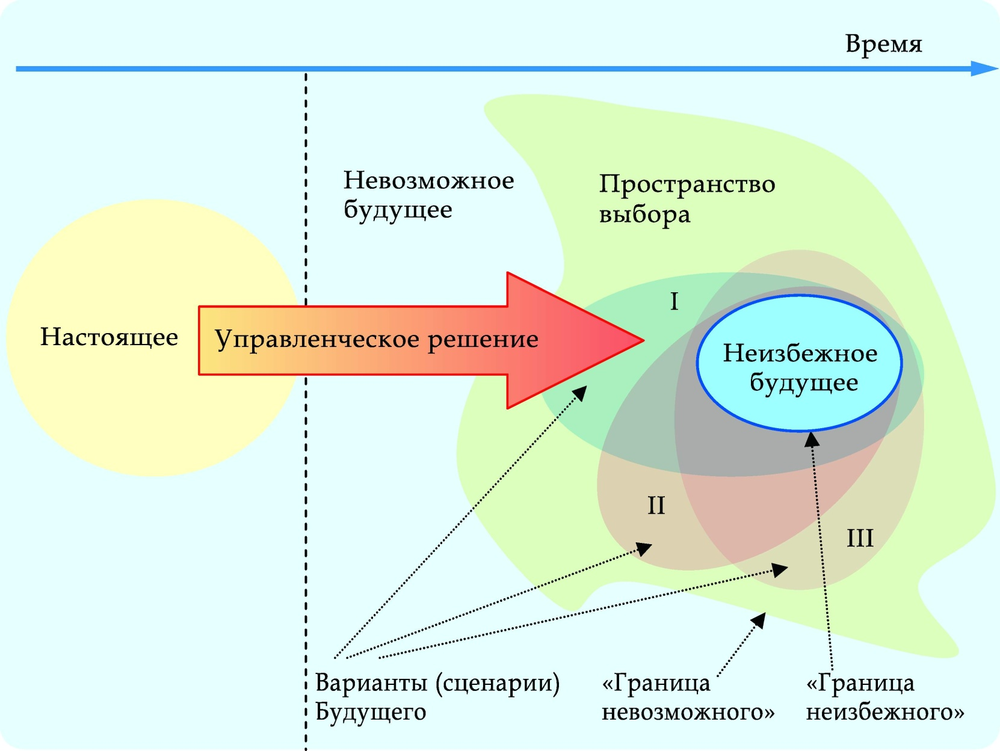 Время
Невозможное
будущее
Пространство
выбора
I
Настоящее
Управленческое решение
Неизбежное
будущее
II
III
Варианты (сценарии)
Будущего
«Граница
невозможного»
«Граница
неизбежного»